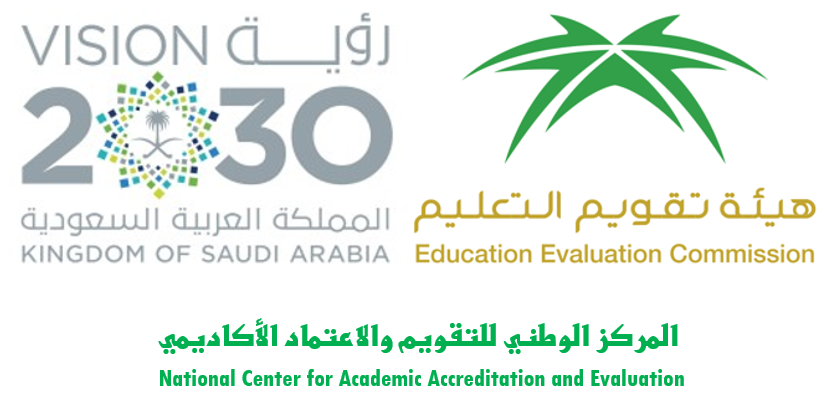 VISION رؤيــة
2030
المملكة العربية السعودية
KINGDOM OF SAUDI ARABIA
هيئة تقويم التعليم
Education Evaluation Commission
المركز الوطني للتقويم والاعتماد الأكاديمي
National Center for Academic Accreditation and Evaluation